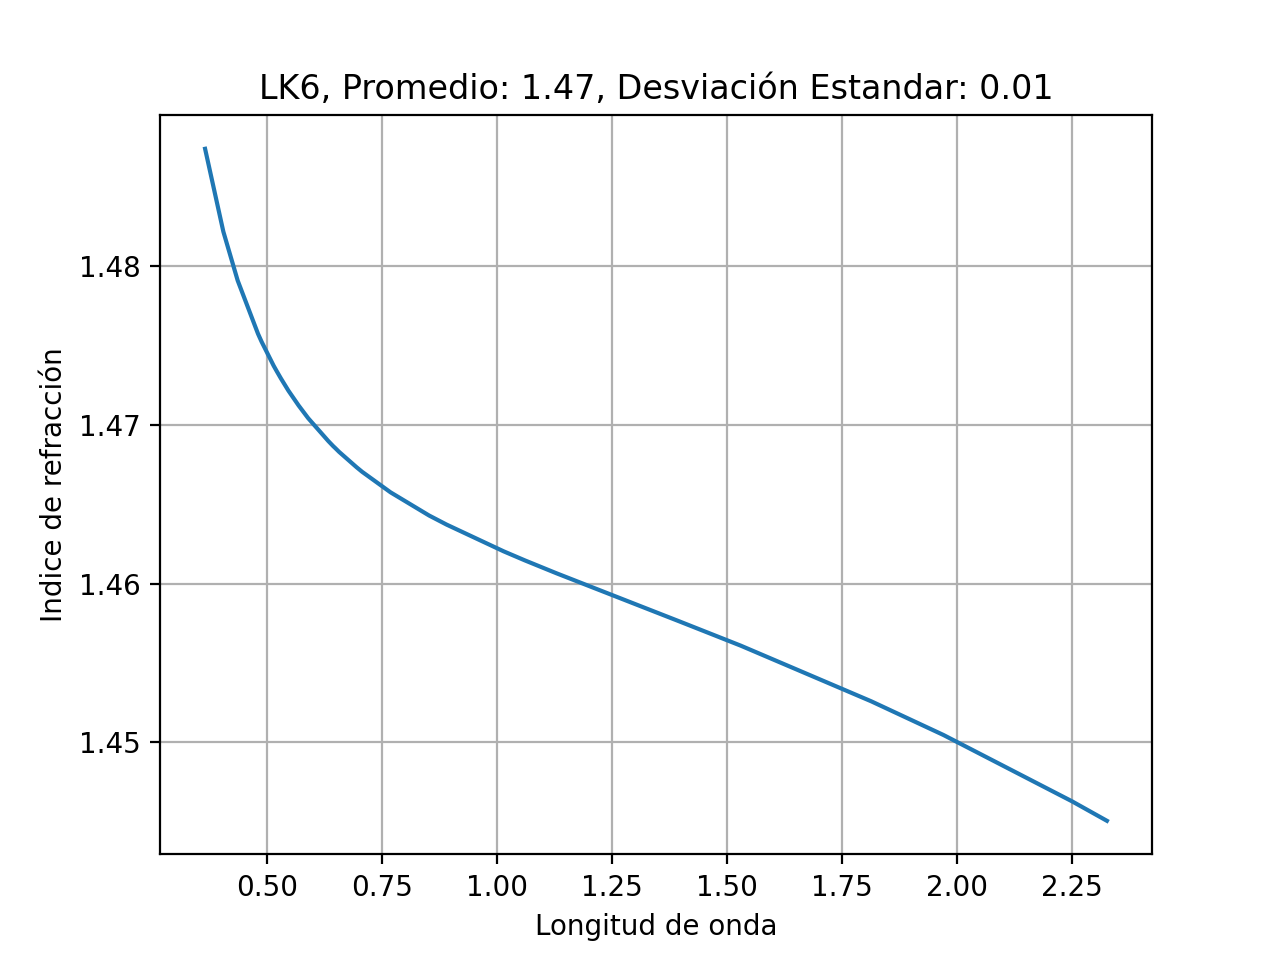 LK6, Promedio: 1.47, Desviación Estandar: 0.01
Indice de refracción
1.48
1.47
1.46
1.45
0.50 0.75 1.00 1.25 1.50 1.75 2.00 2.25
Longitud de onda